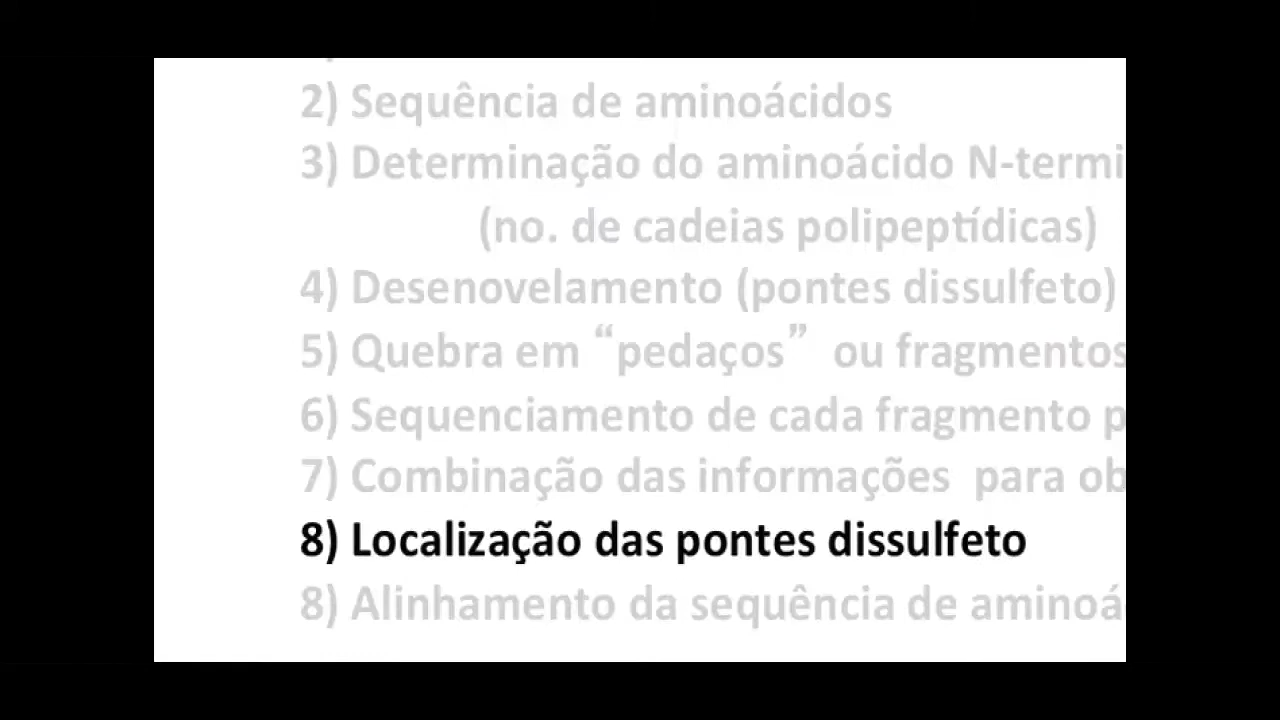 2) Sequência de aminoácidos
3) Determinação do aminoácido N-termi
(no. de cadeias polipeptídicas)
4) Desenovelamento (pontes dissulfeto)
5) Quebra em “pedaços” ou fragmentos
6) Sequenciamento de cada fragmento p
7) Combinação das informações para ob
8) Localização das pontes dissulfeto
8) Alinhamento da sequência de aminoá